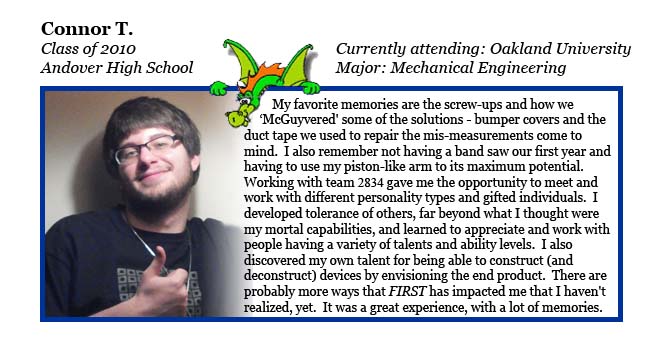 Connor T.
Class of 2010
Andover High School
Currently attending: Oakland University
Major: Mechanical Engineering
My favorite memories are the screw-ups and how we
'McGuyvered' some of the solutions - bumper covers and the
duct tape we used to repair the mis-measurements come to
mind.  I also remember not having a band saw our first year and
having to use my piston-like arm to its maximum potential.
Working with team 2834 gave me the opportunity to meet and
work with different personality types and gifted individuals.  I
developed tolerance of others, far beyond what I thought were
my mortal capabilities, and learned to appreciate and work with
people having a variety of talents and ability levels.  I also
discovered my own talent for being able to construct (and
deconstruct) devices by envisioning the end product.  There are
probably more ways that FIRST has impacted me that I haven't
realized, yet.  It was a great experience, with a lot of memories.